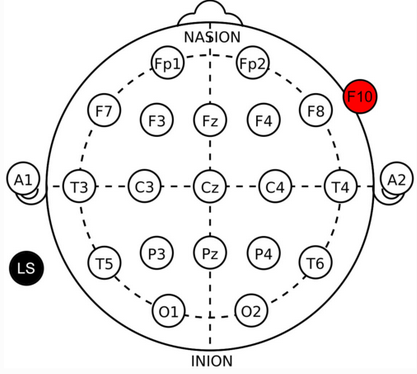 NASION
Fp1 Fp2
F10
F7 F3 Fz F4 F8
A1 T3 C3 Cz C4 T4 A2
LS
T5 P3 Pz P4 T6
O1 O2
INION